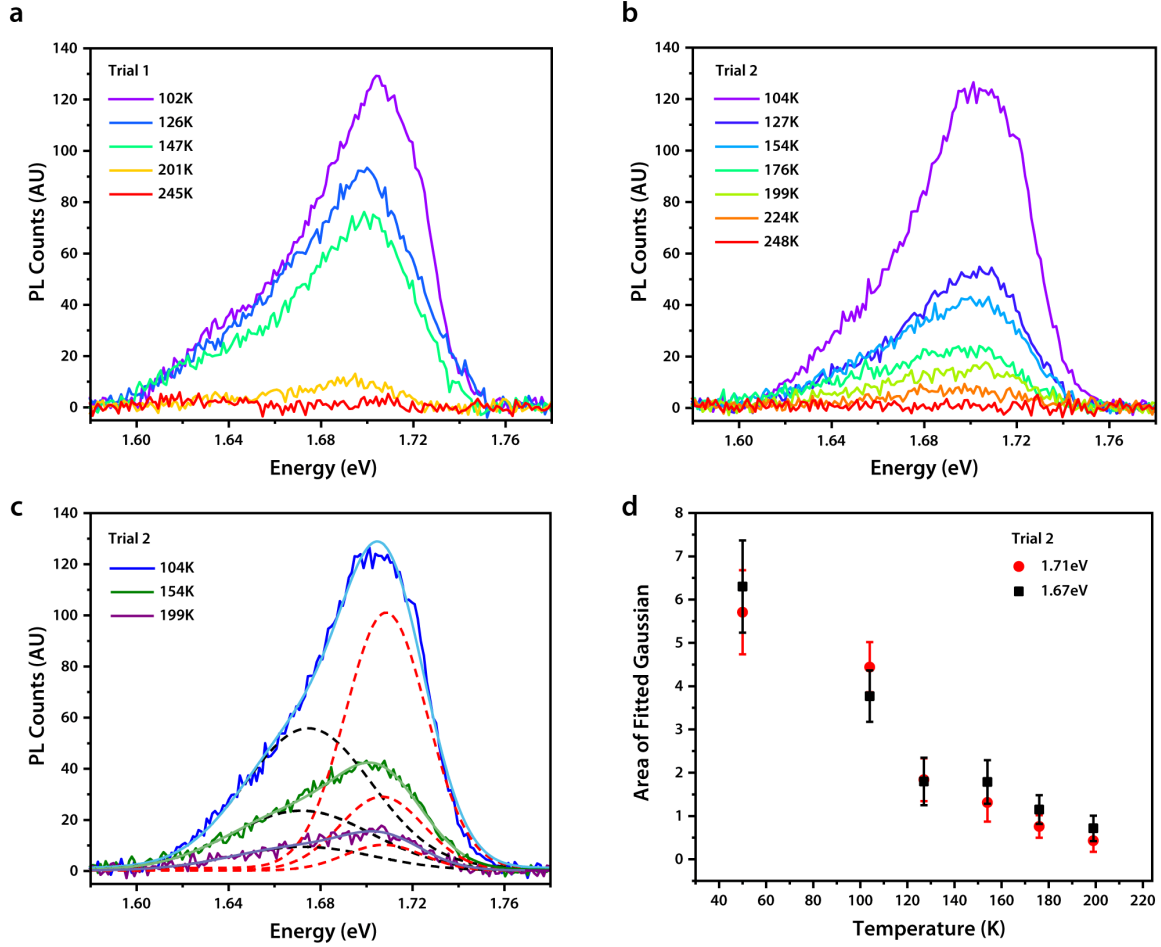 a
140
120
100
80
60
40
20
0
PL Counts (AU)
Trial 1
102K
126K
147K
201K
245K
1.60 1.64 1.68 1.72 1.76
Energy (eV)
b
140
120
100
80
60
40
20
0
PL Counts (AU)
Trial 2
104K
127K
154K
176K
199K
224K
248K
1.60 1.64 1.68 1.72 1.76
Energy (eV)
c
140
120
100
80
60
40
20
0
PL Counts (AU)
Trial 2
104K
154K
199K
1.60 1.64 1.68 1.72 1.76
Energy (eV)
d
8
7
6
5
4
3
2
1
0
Area of Fitted Gaussian
Trial 2
1.71eV
1.67eV
40 60 80 100 120 140 160 180 200 220
Temperature (K)